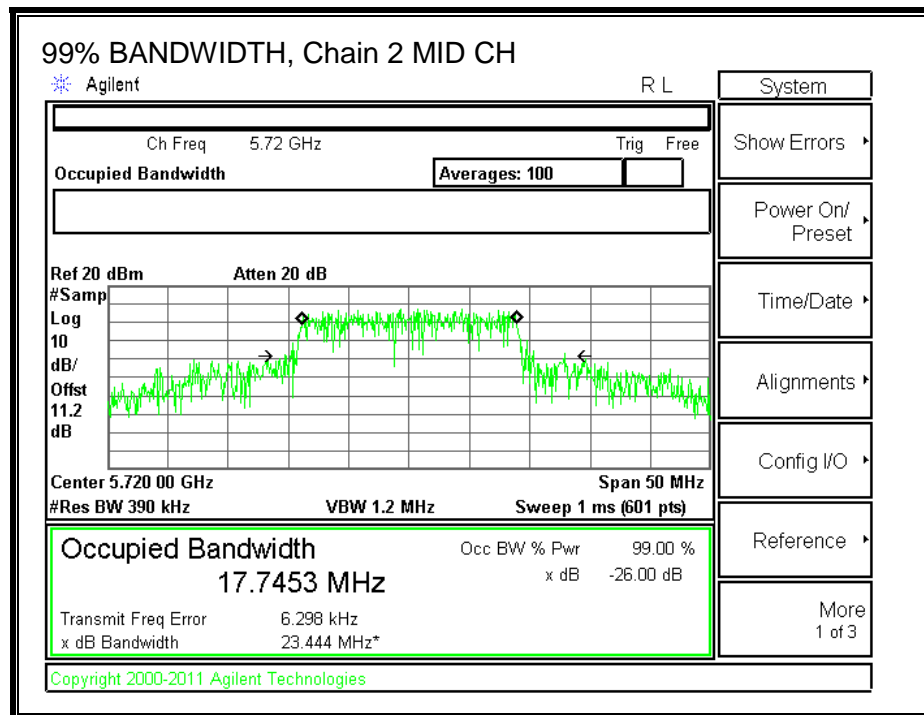 99% BANDWIDTH, Chain 2 MID CH
Agilent R L System
Ch Freq 5.72 GHz Trig Free
Occupied Bandwidth Averages: 100
Show Errors
Power On/
Preset
Ref 20 dBm Atten 20 dB
#Samp
Log
10
dB/
Offst
11.2
dB
Time/Date
Alignments
Config I/O
Center 5.720 00 GHz Span 50 MHz
#Res BW 390 kHz VBW 1.2 MHz Sweep 1 ms (601 pts)
Occupied Bandwidth Occ BW % Pwr 99.00 %
17.7453 MHz x dB -26.00 dB
Reference
Transmit Freq Error 6.298 kHz
x dB Bandwidth 23.444 MHz*
More
1 of 3
Copyright 2000-2011 Agilent Technologies